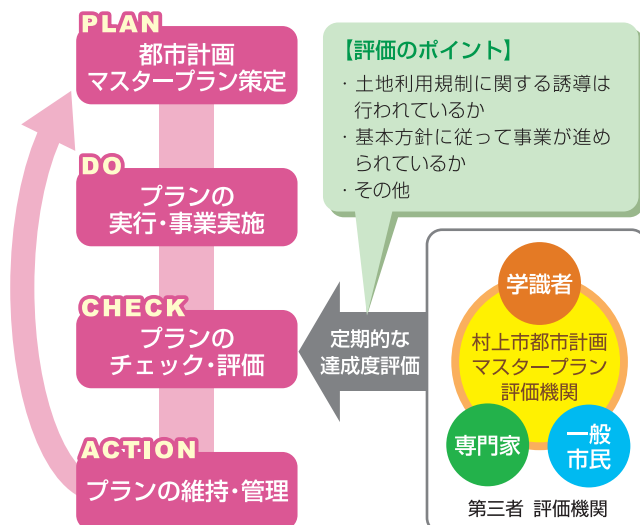 PLAN
都市計画
マスタープラン策定
DO
プランの
実行・事業実施
CHECK
プランの
チェック・評価
ACTION
プランの維持・管理
【評価のポイント】
・土地利用規制に関する誘導は
行われているか
・基本方針に従って事業が進め
られているか
・その他
定期的な
達成度評価
学識者
村上市都市計画
マスタープラン
評価機関
専門家
一般
市民
第三者 評価機関